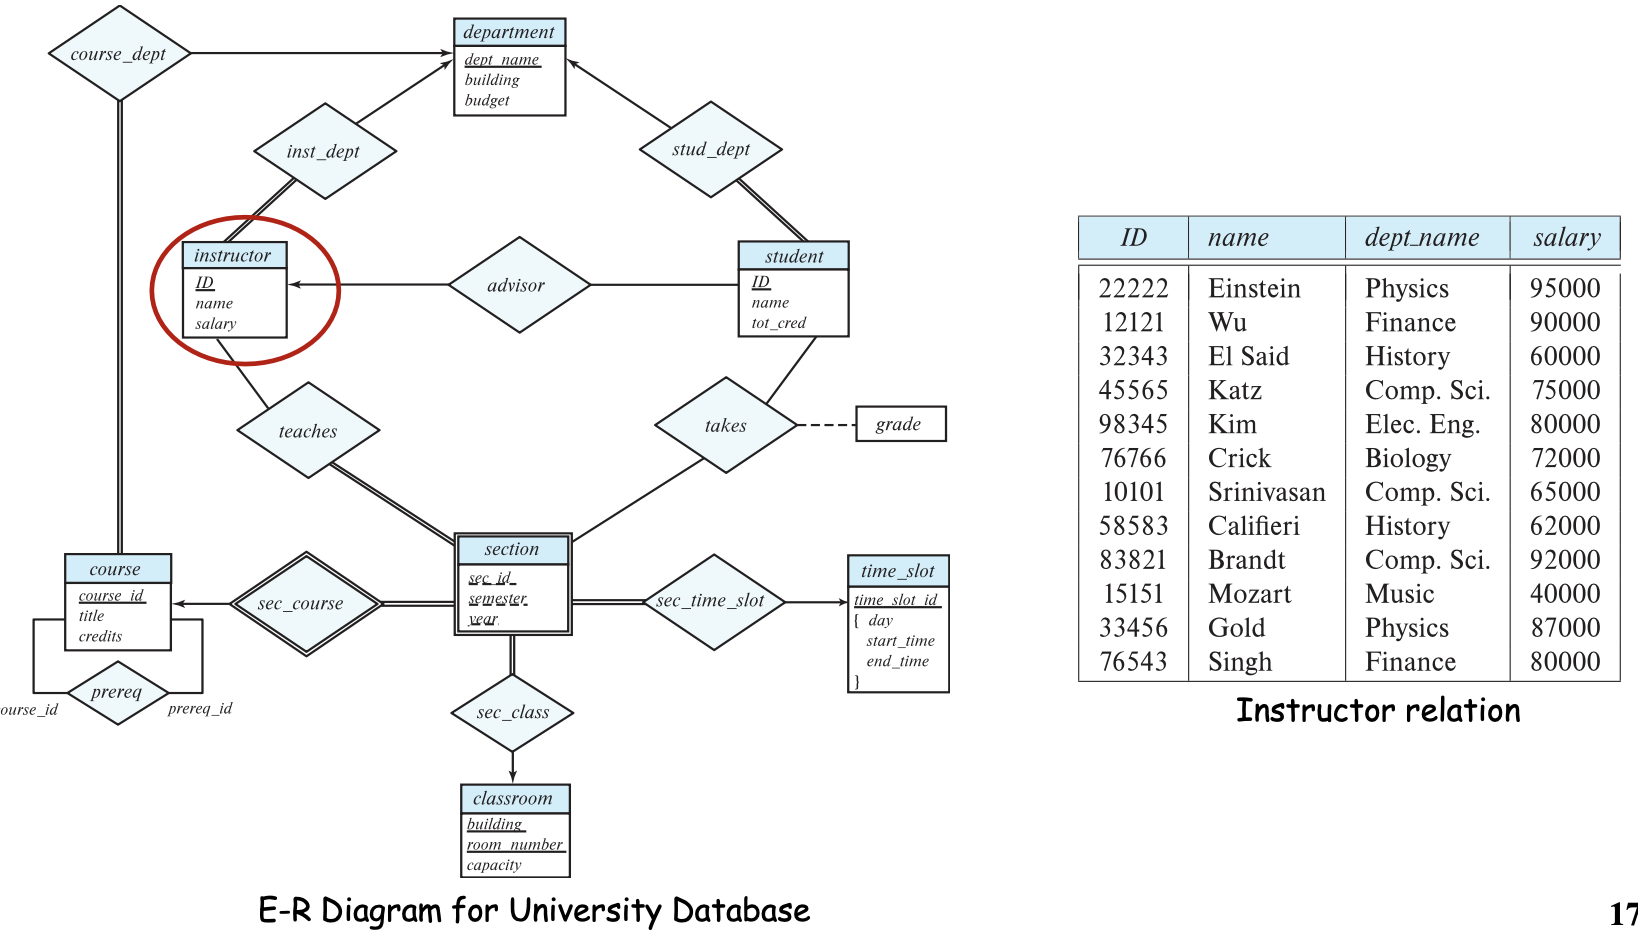 course_dept
department
dept_name
building
budget
inst_dept
stud_dept
instructor
ID
name
salary
advisor
student
ID
name
tot_cred
teaches
takes
grade
course
course_id
title
credits
sec_course
section
sec_id
semester
year
sec_time_slot
time_slot
time_slot_id
{ day
start_time
end_time
}
prereq
ourse_id
prereq_id
sec_class
classroom
building
room_number
capacity
E-R Diagram for University Database
ID name dept_name salary
22222 Einstein Physics 95000
12121 Wu Finance 90000
32343 El Said History 60000
45565 Katz Comp. Sci. 75000
98345 Kim Elec. Eng. 80000
76766 Crick Biology 72000
10101 Srinivasan Comp. Sci. 65000
58583 Califieri History 62000
83821 Brandt Comp. Sci. 92000
15151 Mozart Music 40000
33456 Gold Physics 87000
76543 Singh Finance 80000
Instructor relation
17